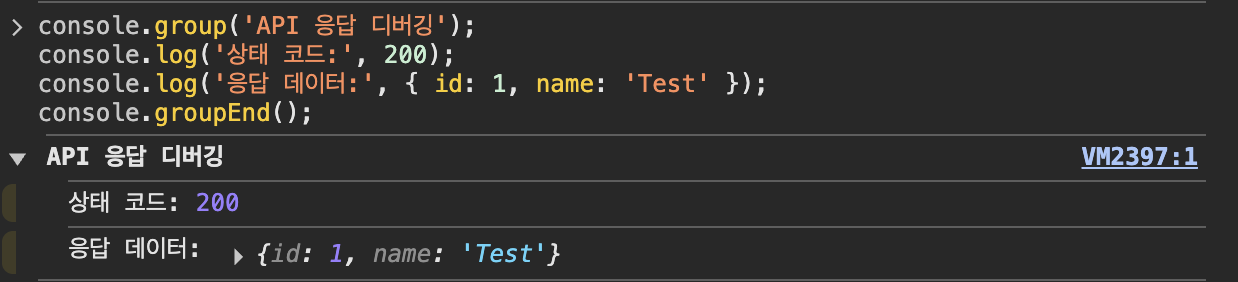 console.group('API 응답 디버깅');
console.log('상태 코드:', 200);
console.log('응답 데이터:', { id: 1, name: 'Test' });
console.groupEnd();
API 응답 디버깅 VM2397:1
상태 코드: 200
응답 데이터: {id: 1, name: 'Test'}